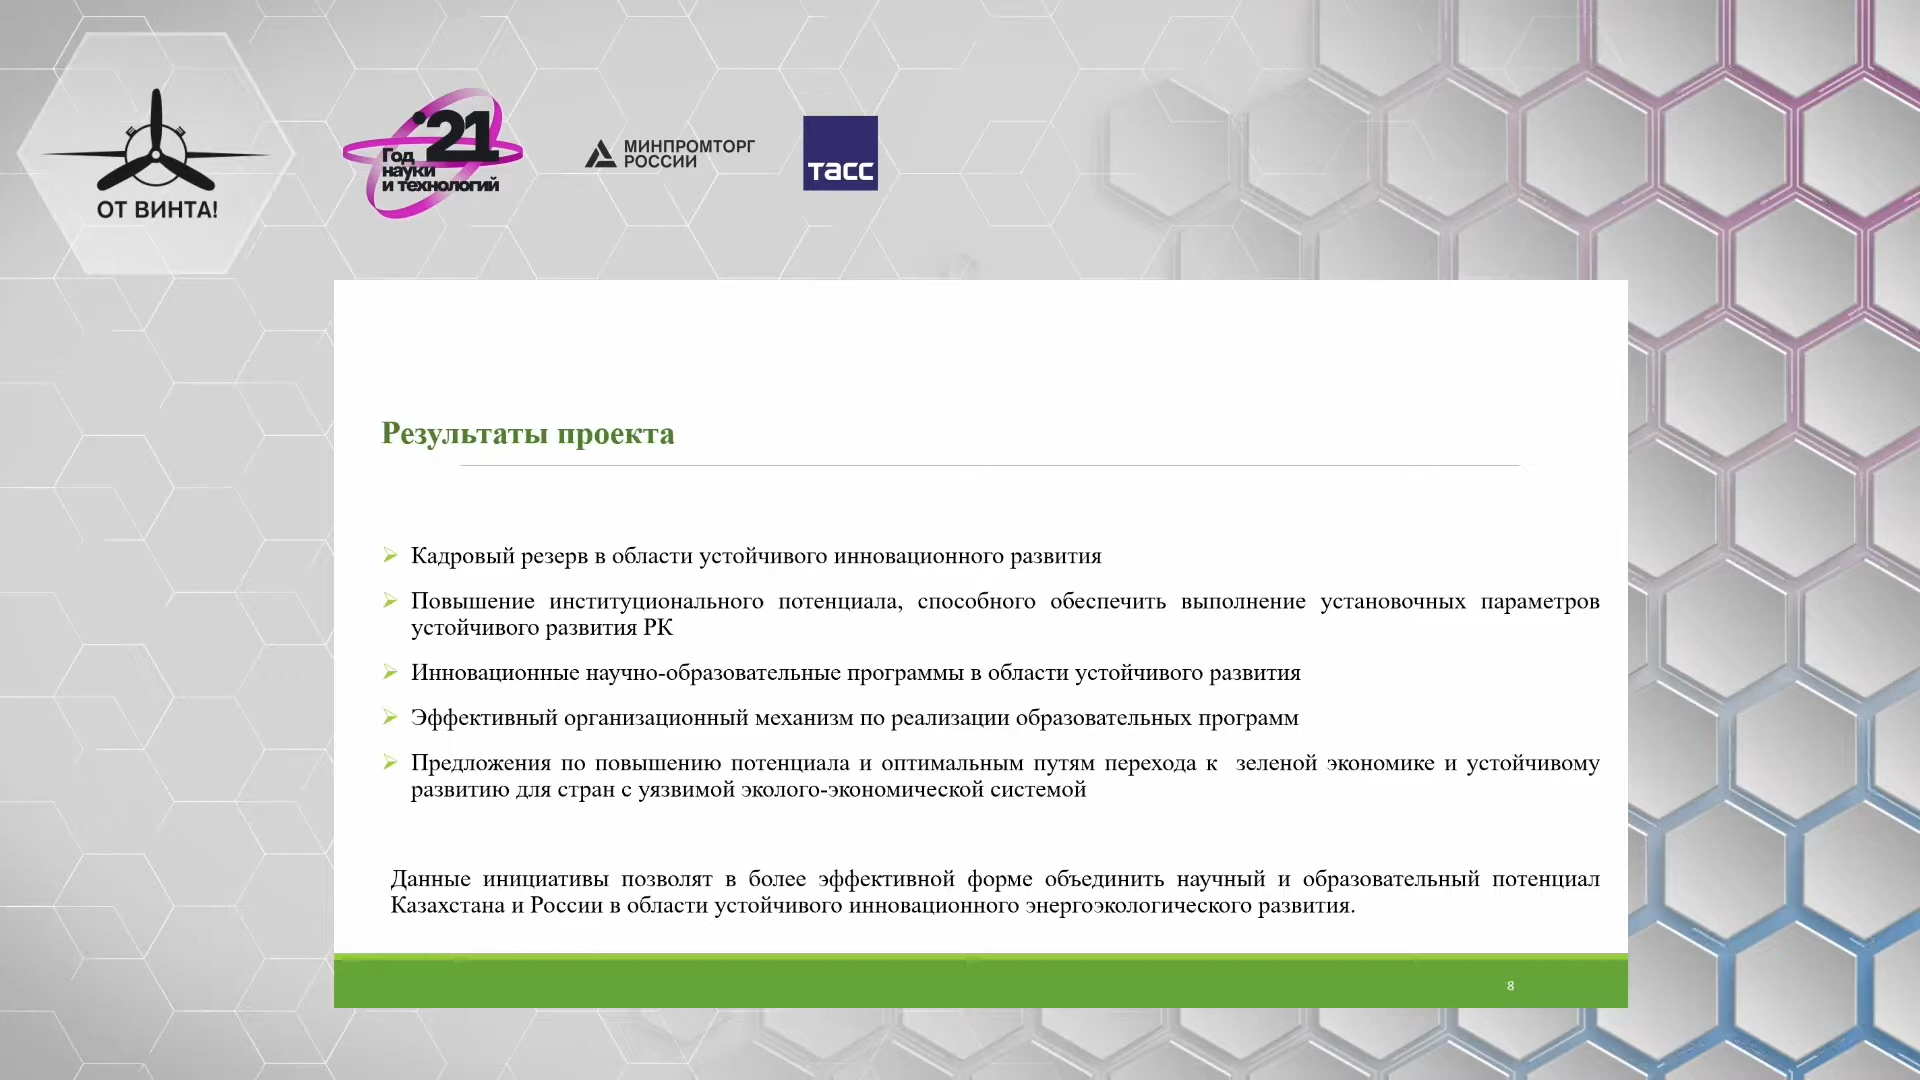 ОТ ВИНТА!
'21
Год
науки
и технологий
МИНПРОМТОРГ
РОССИИ
ТАСС
Результаты проекта
Кадровый резерв в области устойчивого инновационного развития
Повышение институционального потенциала, способного обеспечить выполнение установочных параметров
устойчивого развития РК
Инновационные научно-образовательные программы в области устойчивого развития
Эффективный организационный механизм по реализации образовательных программ
Предложения по повышению потенциала и оптимальным путям перехода к зеленой экономике и устойчивому
развитию для стран с уязвимой эколого-экономической системой
Данные инициативы позволят в более эффективной форме объединить научный и образовательный потенциал
Казахстана и России в области устойчивого инновационного энергоэкологического развития.
8